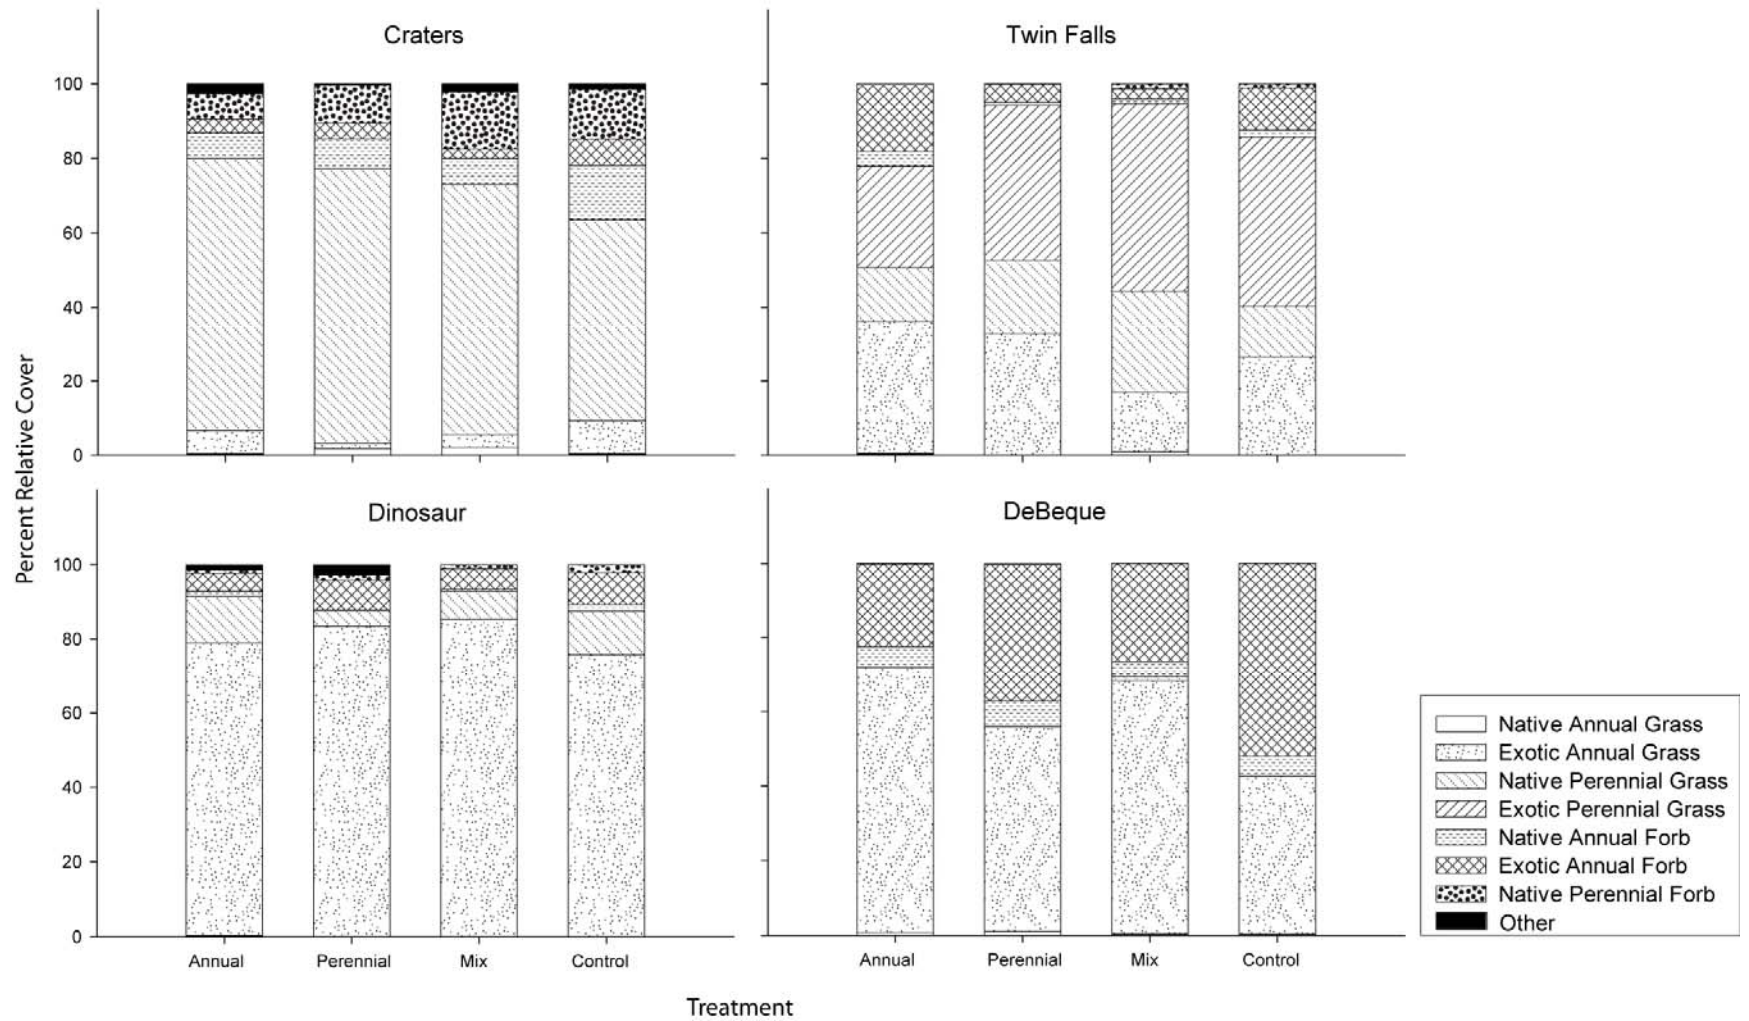 Craters
Twin Falls
100
80
60
40
20
0
Percent Relative Cover
Dinosaur
DeBeque
100
80
60
40
20
0
Annual Perennial Mix Control
Annual Perennial Mix Control
Treatment
Native Annual Grass
Exotic Annual Grass
Native Perennial Grass
Exotic Perennial Grass
Native Annual Forb
Exotic Annual Forb
Native Perennial Forb
Other